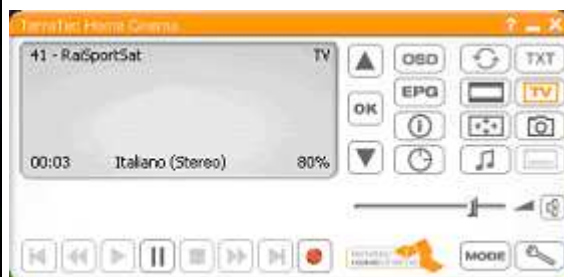 TerraTec Home Cinema
41 - RaiSportSat TV
OSD TXT
EPG TV
OK
00:03 Italiano (Stereo) 80%
MODE